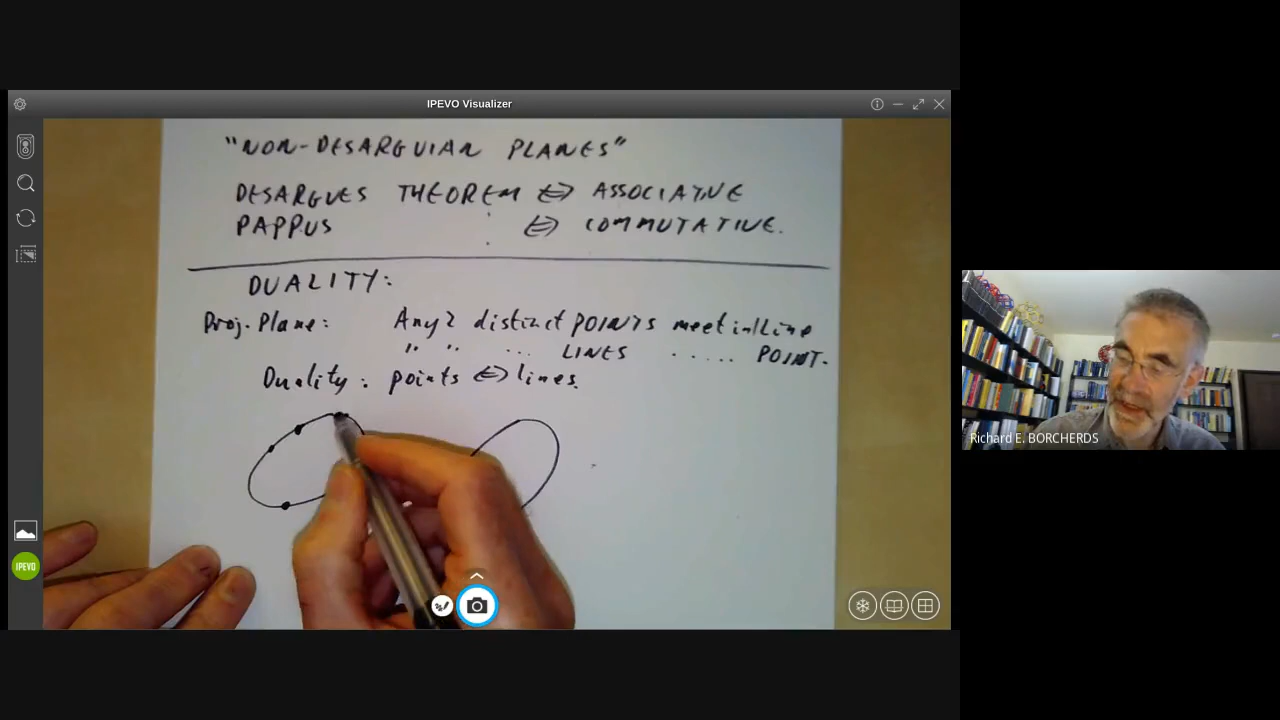 IPEVO Visualizer
"NON-DESARGUIAN PLANES"
DESARGUES THEOREM <=> ASSOCIATIVE
PAPPUS : <=> COMMUTATIVE.
DUALITY:
Proj. Plane: Any 2 distinct POINTS meet in 1 Line
" " ... LINES ..... POINT.
Duality: points <=> lines.
Richard E. BORCHERDS
IPEVO